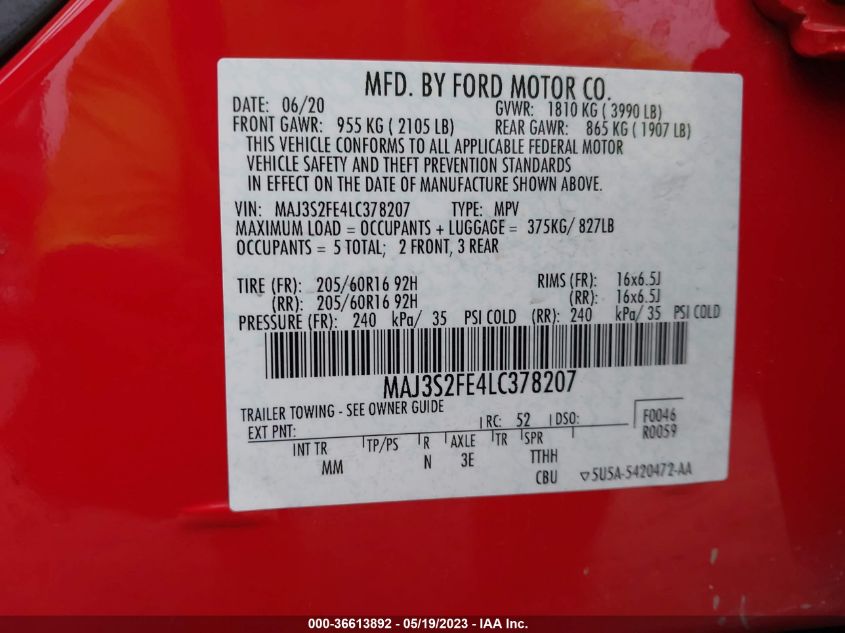 MFD. BY FORD MOTOR CO.
DATE: 06/20 GVWR: 1810 KG ( 3990 LB)
FRONT GAWR: 955 KG ( 2105 LB) REAR GAWR: 865 KG ( 1907 LB)
THIS VEHICLE CONFORMS TO ALL APPLICABLE FEDERAL MOTOR
VEHICLE SAFETY AND THEFT PREVENTION STANDARDS
IN EFFECT ON THE DATE OF MANUFACTURE SHOWN ABOVE.
VIN: MAJ3S2FE4LC378207 TYPE: MPV
MAXIMUM LOAD = OCCUPANTS + LUGGAGE = 375KG/ 827LB
OCCUPANTS = 5 TOTAL; 2 FRONT, 3 REAR
TIRE (FR): 205/60R16 92H RIMS (FR): 16x6.5J
(RR): 205/60R16 92H (RR): 16x6.5J
PRESSURE (FR): 240 kPa/ 35 PSI COLD (RR): 240 kPa/ 35 PSI COLD
MAJ3S2FE4LC378207
TRAILER TOWING - SEE OWNER GUIDE
EXT PNT: RC: 52 DSO: F0046
R0059
INT TR TP/PS R AXLE TR SPR
MM N 3E TTHH
CBU 5U5A-5420472-AA
000-36613892 - 05/19/2023 - IAA Inc.